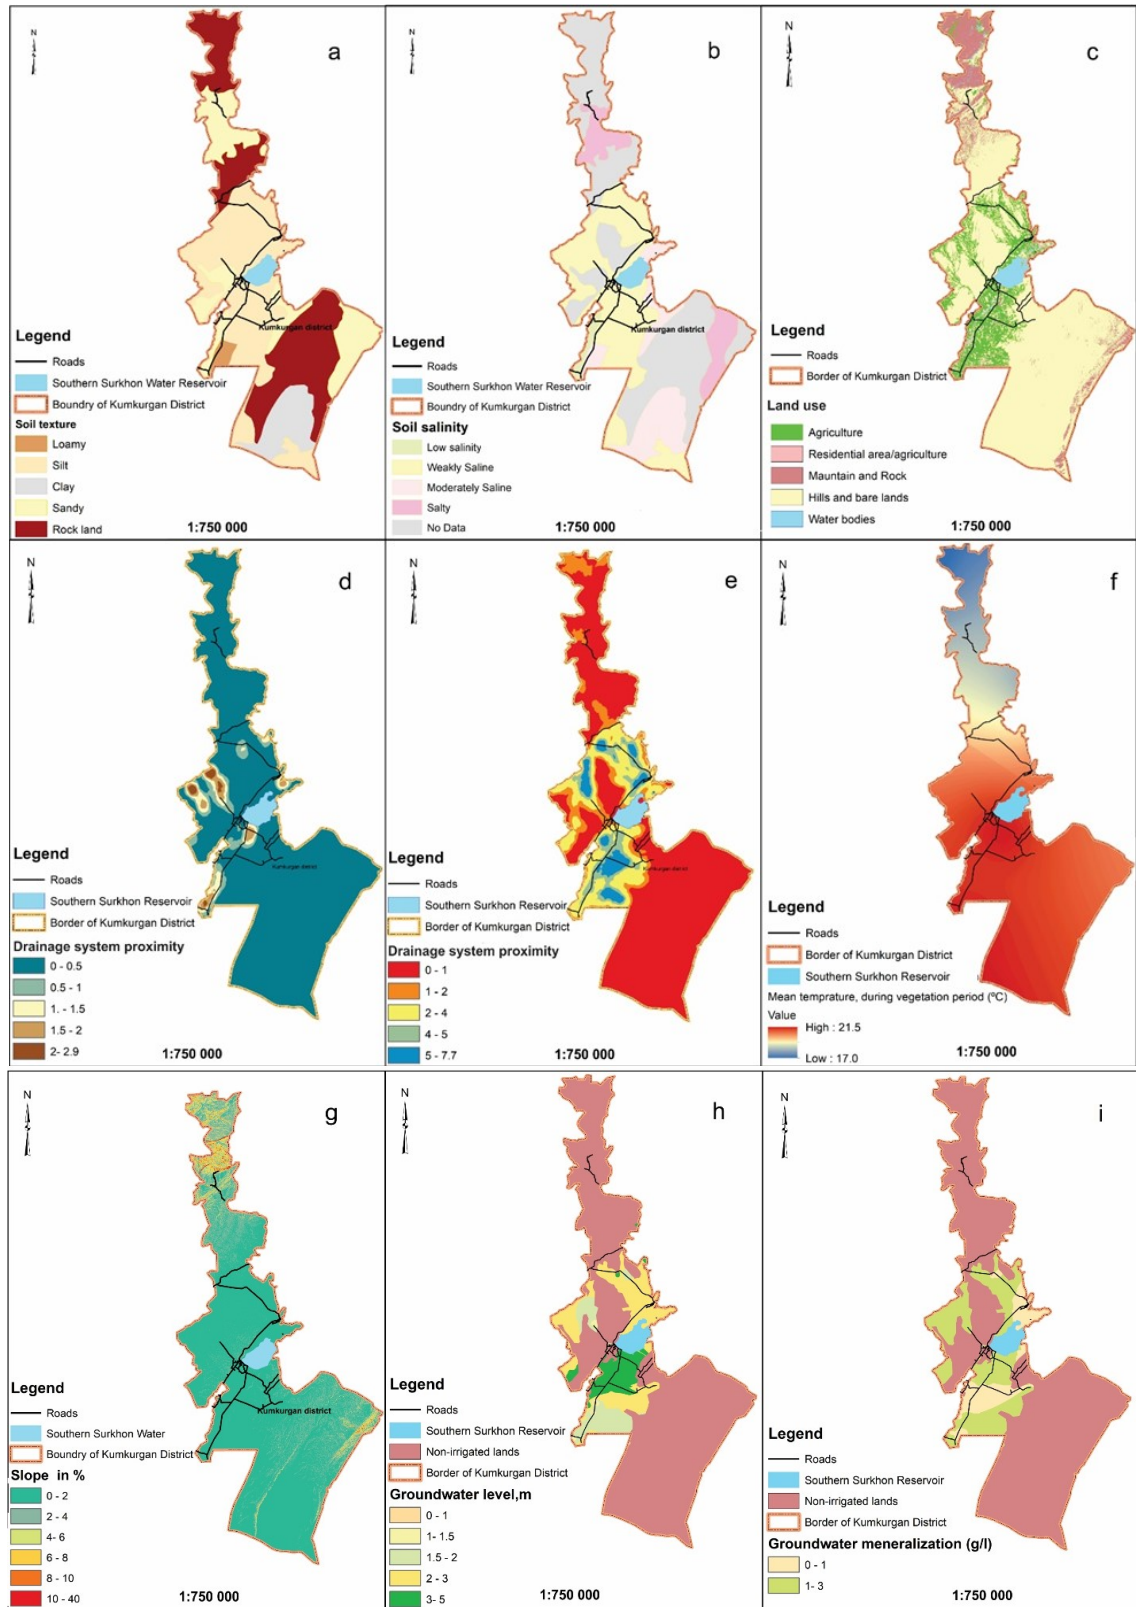 N
a
Kumkurgan district
Legend
Roads
Southern Surkhon Water Reservoir
Boundry of Kumkurgan District
Soil texture
Loamy
Silt
Clay
Sandy
Rock land
1:750 000
N
b
Kumkurgan district
Legend
Roads
Southern Surkhon Water Reservoir
Boundry of Kumkurgan District
Soil salinity
Low salinity
Weakly Saline
Moderately Saline
Salty
No Data
1:750 000
N
c
Legend
Roads
Border of Kumkurgan District
Land use
Agriculture
Residential area/agriculture
Mauntain and Rock
Hills and bare lands
Water bodies
1:750 000
N
d
Kumkurgan district
Legend
Roads
Southern Surkhon Reservoir
Border of Kumkurgan District
Drainage system proximity
0 - 0.5
0.5 - 1
1. - 1.5
1.5 - 2
2- 2.9
1:750 000
N
e
Kumkurgan district
Legend
Roads
Southern Surkhon Reservoir
Border of Kumkurgan District
Drainage system proximity
0 - 1
1 - 2
2 - 4
4 - 5
5 - 7.7
1:750 000
N
f
Legend
Roads
Border of Kumkurgan District
Southern Surkhon Reservoir
Mean temprature, during vegetation period (ºC)
Value
High : 21.5
Low : 17.0
1:750 000
N
g
Kumkurgan district
Legend
Roads
Southern Surkhon Water
Boundry of Kumkurgan District
Slope in %
0 - 2
2 - 4
4- 6
6 - 8
8 - 10
10 - 40
1:750 000
N
h
Legend
Roads
Southern Surkhon Reservoir
Non-irrigated lands
Border of Kumkurgan District
Groundwater level,m
0 - 1
1- 1.5
1.5 - 2
2 - 3
3- 5
1:750 000
N
i
Legend
Roads
Southern Surkhon Reservoir
Non-irrigated lands
Border of Kumkurgan District
Groundwater meneralization (g/l)
0 - 1
1- 3
1:750 000